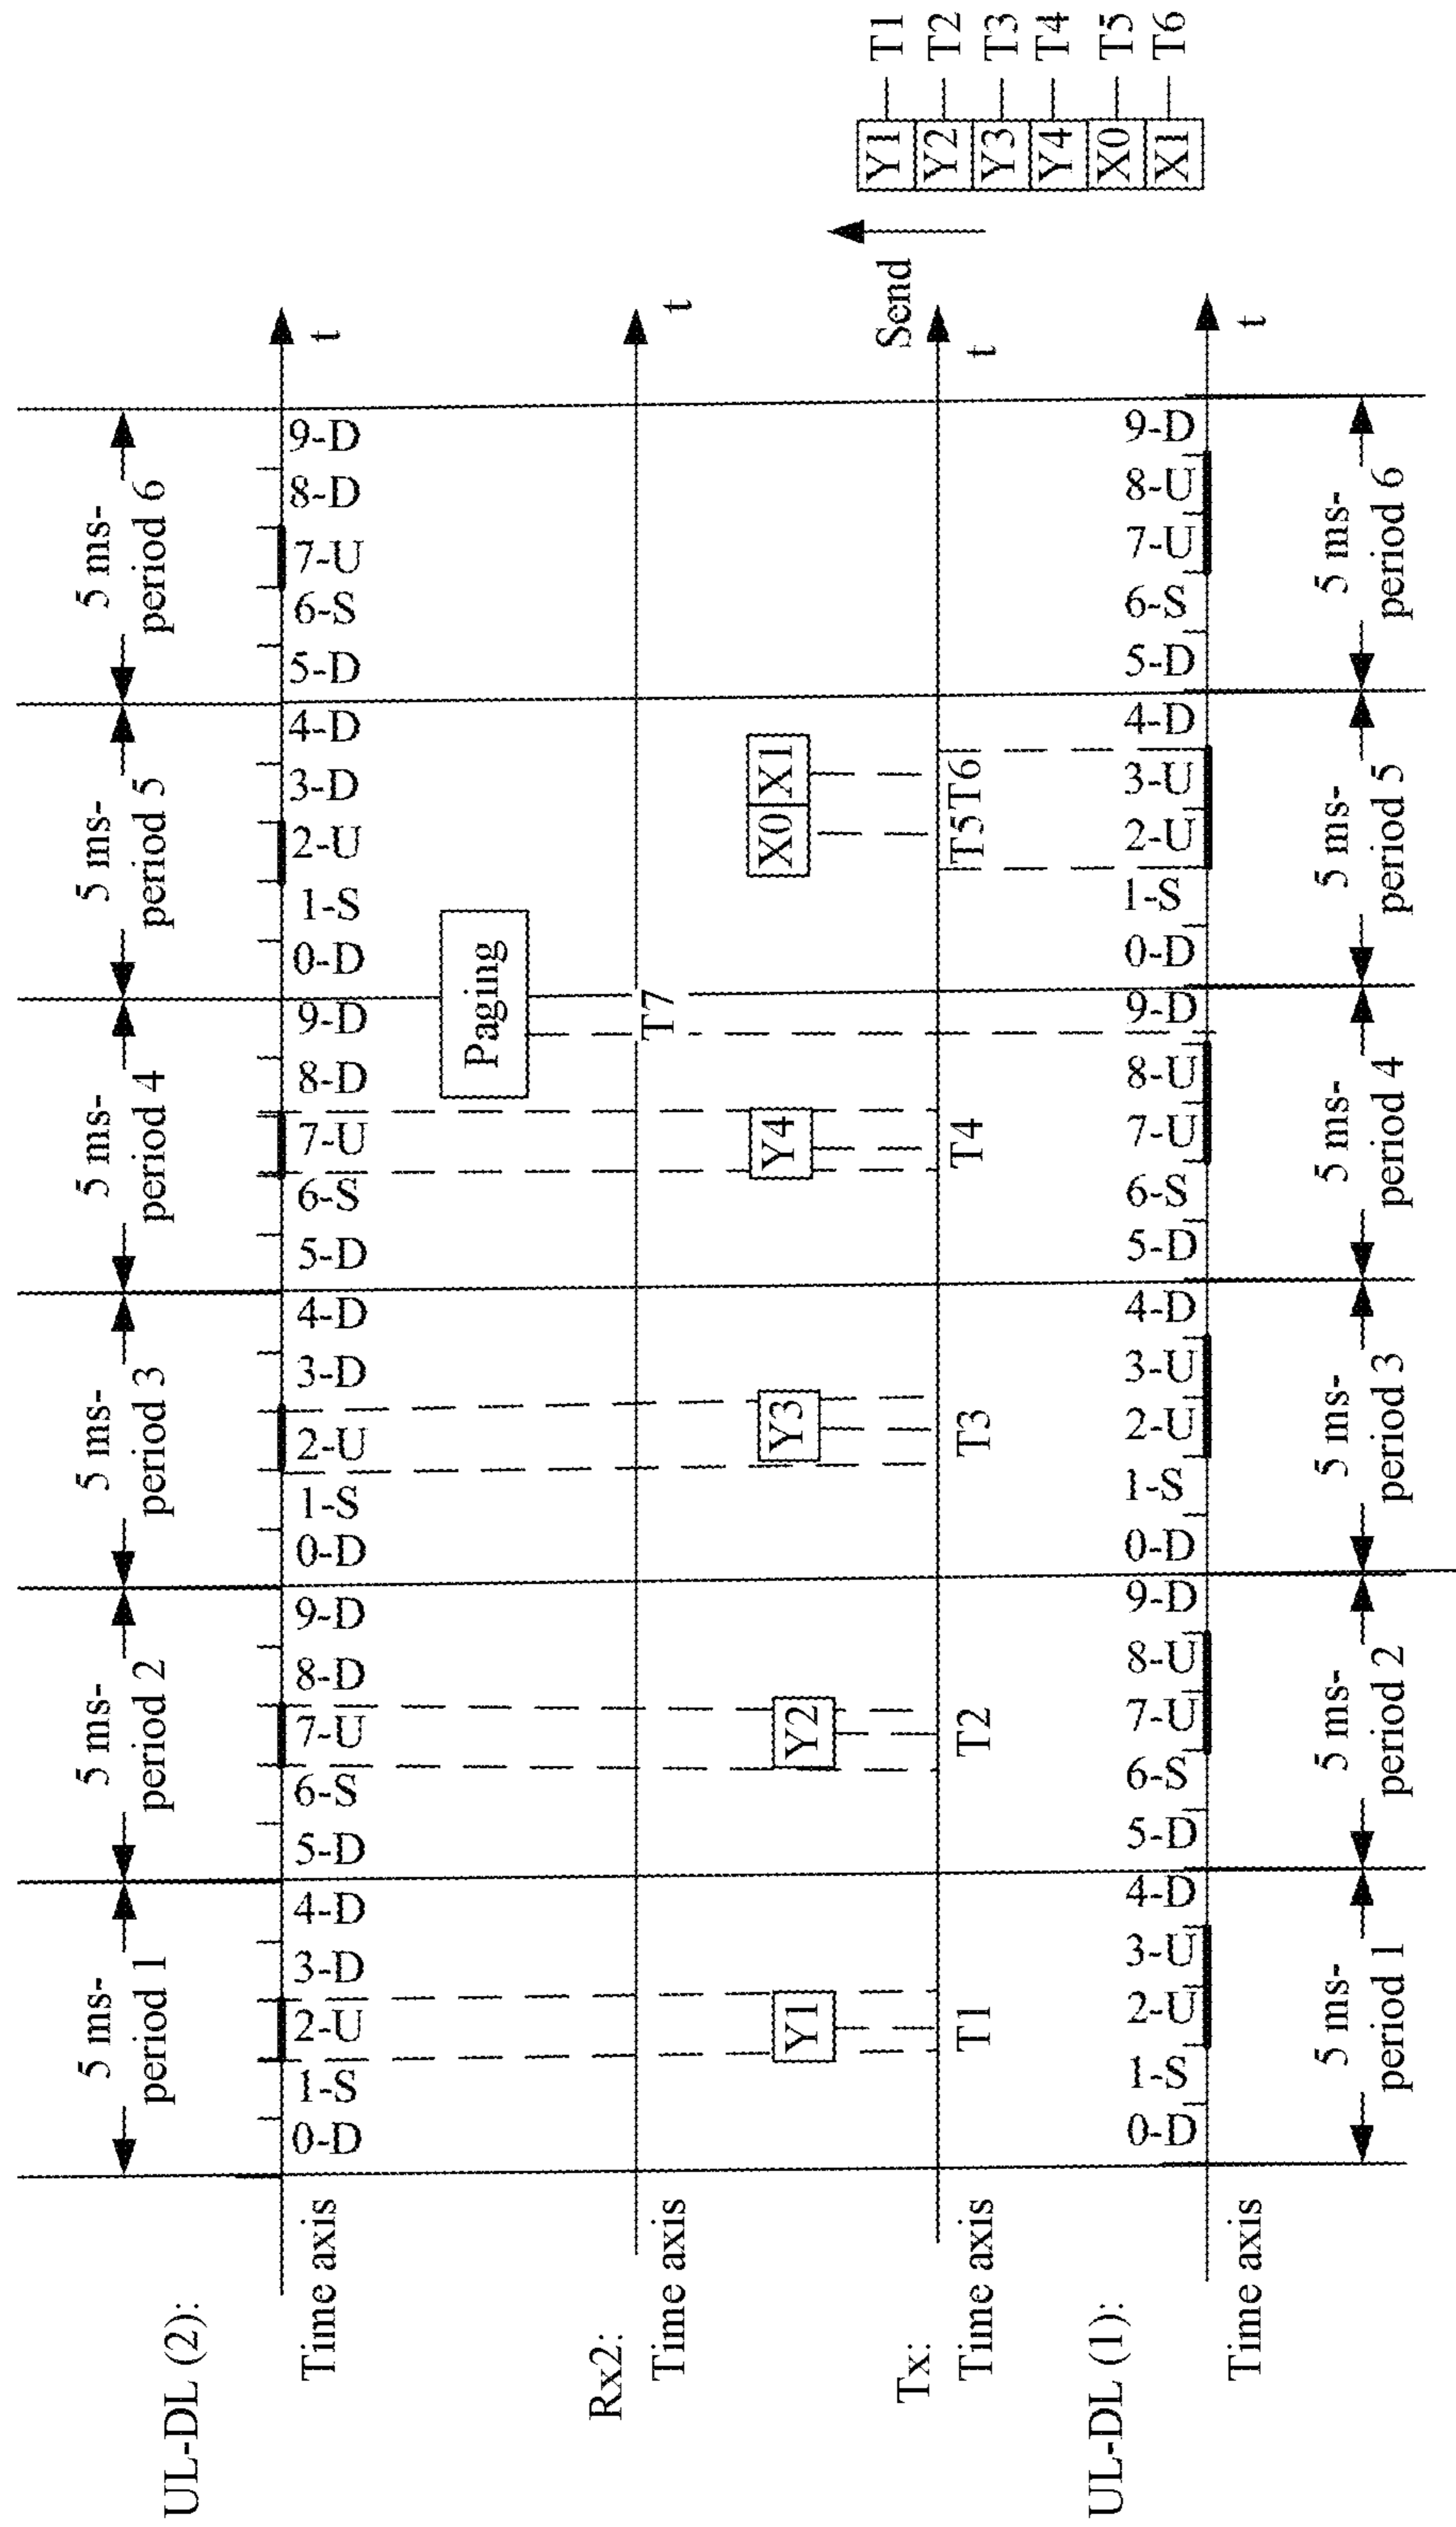 UL-DL (2):
5 ms-
period 1
5 ms-
period 2
5 ms-
period 3
5 ms-
period 4
5 ms-
period 5
5 ms-
period 6
Time axis
0-D 1-S 2-U 3-D 4-D 5-D 6-S 7-U 8-D 9-D 0-D 1-S 2-U 3-D 4-D 5-D 6-S 7-U 8-D 9-D 0-D 1-S 2-U 3-D 4-D 5-D 6-S 7-U 8-D 9-D
t
Paging
Rx2:
Time axis
T7
t
Y1 Y2 Y3 Y4 X0 X1
Tx:
Time axis
T1 T2 T3 T4 T5 T6
t
Send
Y1 T1
Y2 T2
Y3 T3
Y4 T4
X0 T5
X1 T6
UL-DL (1):
0-D 1-S 2-U 3-U 4-D 5-D 6-S 7-U 8-U 9-D 0-D 1-S 2-U 3-U 4-D 5-D 6-S 7-U 8-U 9-D 0-D 1-S 2-U 3-U 4-D 5-D 6-S 7-U 8-U 9-D
Time axis
t
5 ms-
period 1
5 ms-
period 2
5 ms-
period 3
5 ms-
period 4
5 ms-
period 5
5 ms-
period 6